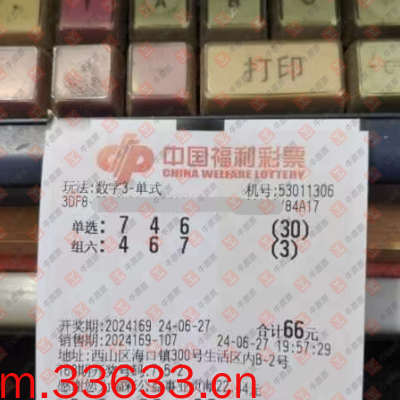 打印
C
中国福利彩票
CHINA WELFARE LOTTERY
玩法:数字3-单式 机号:53011306
3DF8- 84A17
单选: 7 4 6 (30)
组六: 4 6 7 (3)
开奖期:2024169 24-06-27 合计66元
销售期:2024169-107 24-06-27 19:57:29
地址:西山区海口镇300号生活区内B-2号
m.33633.cn